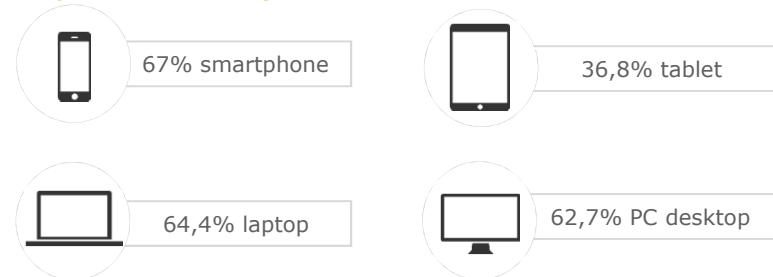 67% smartphone
36,8% tablet
64,4% laptop
62,7% PC desktop